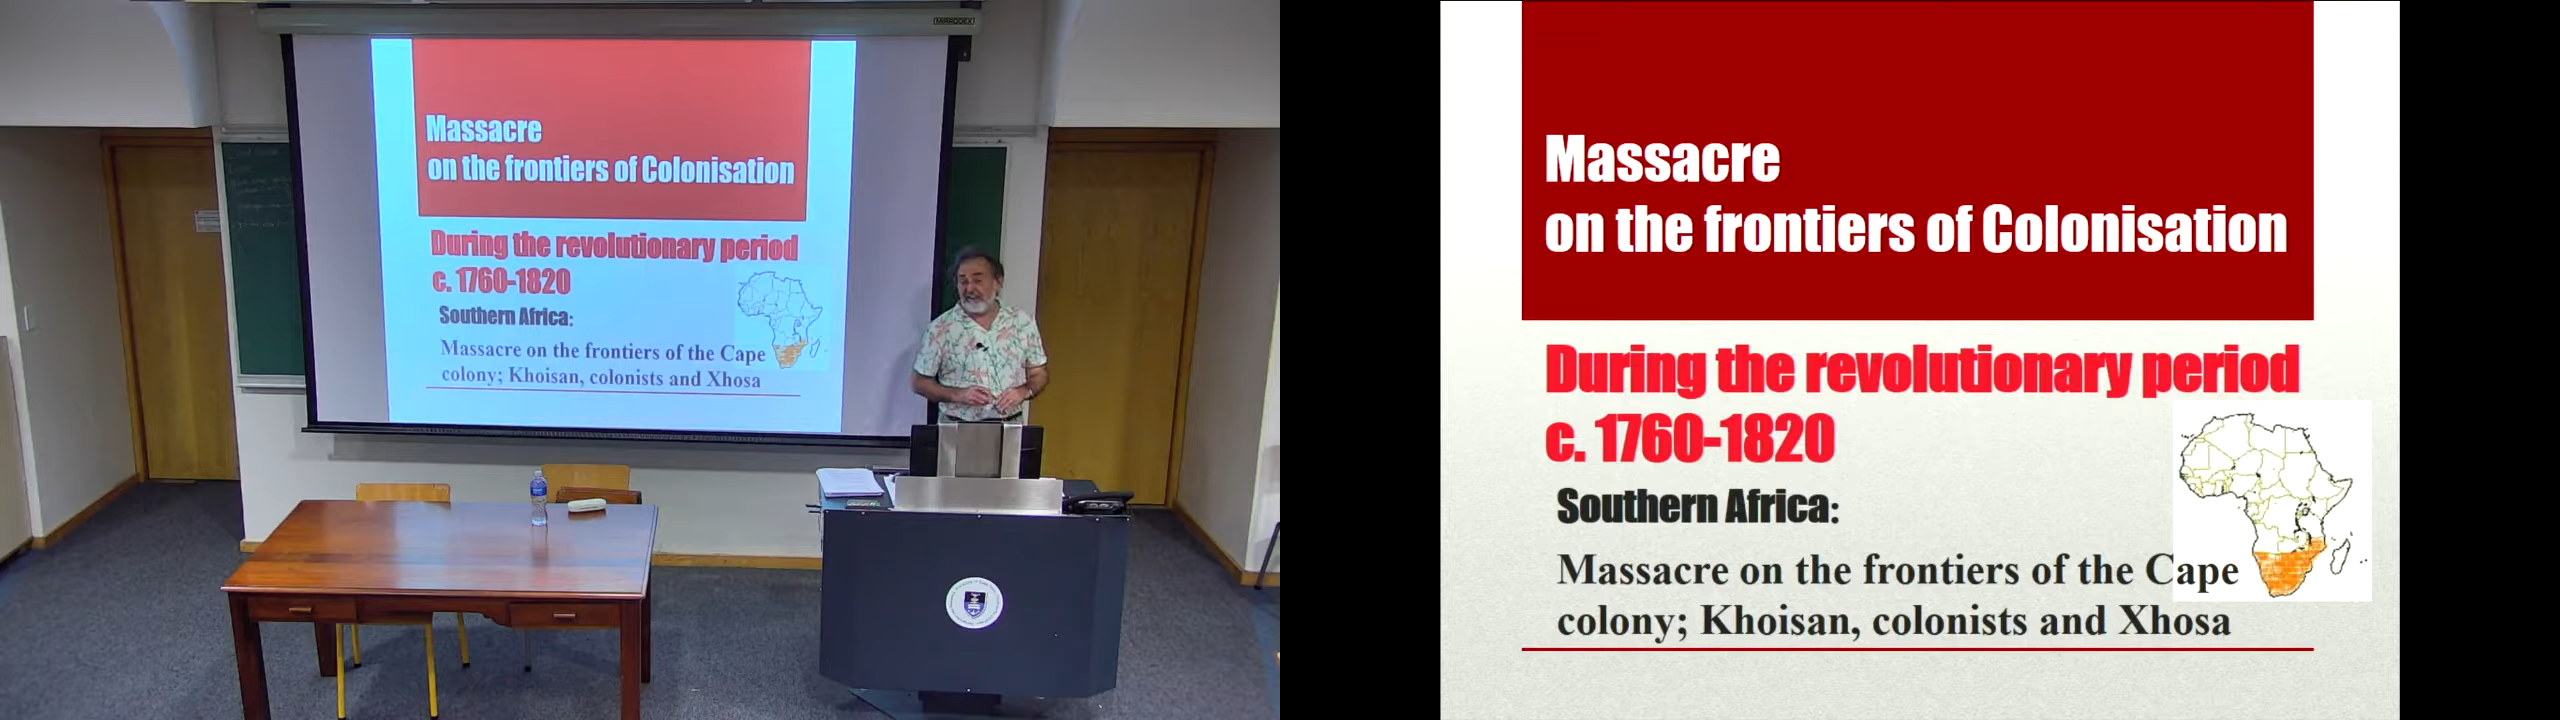 MIRRODEX
Massacre
on the frontiers of Colonisation
During the revolutionary period
c. 1760-1820
Southern Africa:
Massacre on the frontiers of the Cape
colony; Khoisan, colonists and Xhosa
Massacre
on the frontiers of Colonisation
During the revolutionary period
c. 1760-1820
Southern Africa:
Massacre on the frontiers of the Cape
colony; Khoisan, colonists and Xhosa